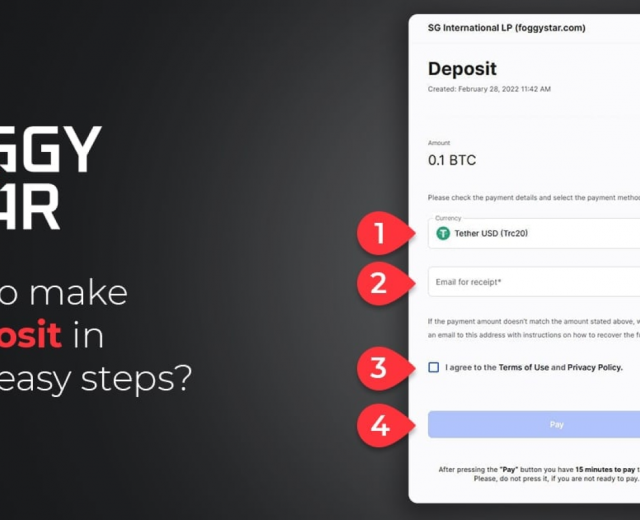 GGY
AR
o make
osit in
easy steps?
SG International LP (foggystar.com)
Deposit
Created: February 28, 2022 11:42 AM
Amount
0.1 BTC
Please check the payment details and select the payment method
Currency
1
T Tether USD (Trc20)
2
Email for receipt*
If the payment amount doesn't match the amount stated above, w
an email to this address with instructions on how to recover the f
3
I agree to the Terms of Use and Privacy Policy.
4
Pay
After pressing the "Pay" button you have 15 minutes to pay t
Please, do not press it, if you are not ready to pay.